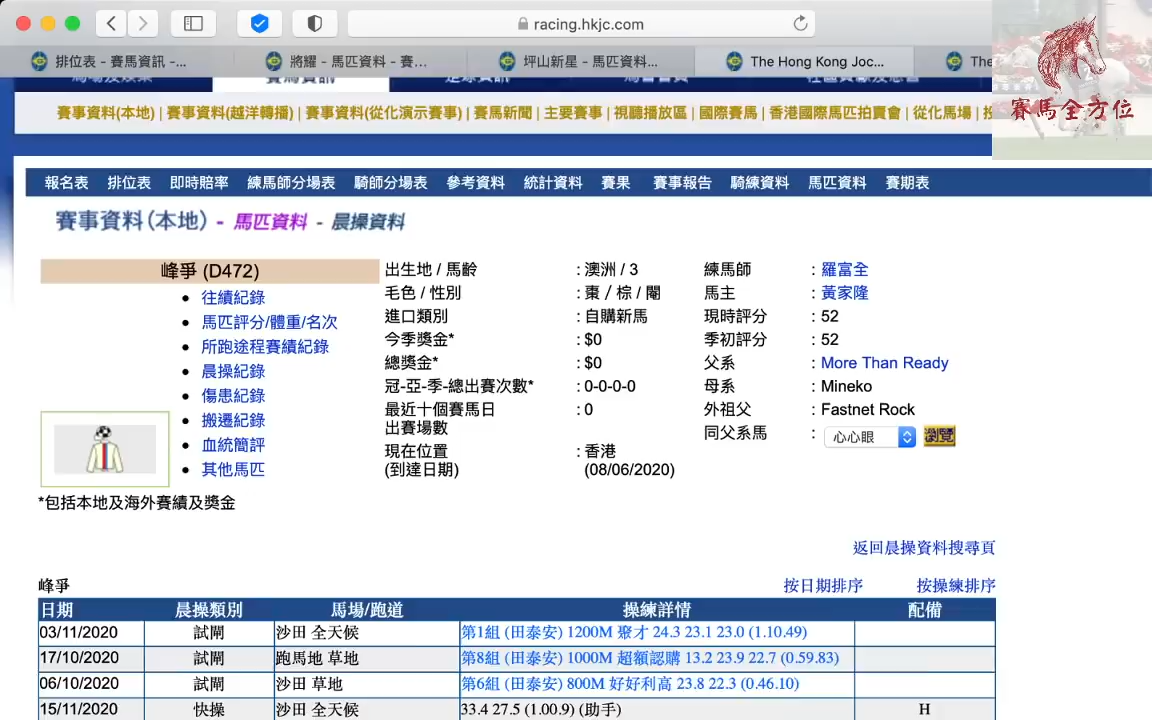 racing.hkjc.com
排位表 - 賽馬資訊 -...
將耀 - 馬匹資料 - 賽...
坪山新星 - 馬匹資料...
The Hong Kong Joc...
The
賽馬資訊
賽馬全方位
賽事資料(本地) | 賽事資料(越洋轉播) | 賽事資料(從化演示賽事) | 賽馬新聞 | 主要賽事 | 視聽播放區 | 國際賽馬 | 香港國際馬匹拍賣會 | 從化馬場 |
報名表 排位表 即時賠率 練馬師分場表 騎師分場表 參考資料 統計資料 賽果 賽事報告 騎練資料 馬匹資料 賽期表
賽事資料(本地) - 馬匹資料 - 晨操資料
峰爭 (D472)
往績紀錄
馬匹評分/體重/名次
所跑途程賽績紀錄
晨操紀錄
傷患紀錄
搬遷紀錄
血統簡評
其他馬匹
*包括本地及海外賽績及獎金
出生地 / 馬齡 : 澳洲 / 3
毛色 / 性別 : 棗 / 棕 / 閹
進口類別 : 自購新馬
今季獎金* : $0
總獎金* : $0
冠-亞-季-總出賽次數* : 0-0-0-0
最近十個賽馬日 : 0
出賽場數
現在位置 : 香港
(到達日期) (08/06/2020)
練馬師 : 羅富全
馬主 : 黃家隆
現時評分 : 52
季初評分 : 52
父系 : More Than Ready
母系 : Mineko
外祖父 : Fastnet Rock
同父系馬 : 心心眼 瀏覽
返回晨操資料搜尋頁
峰爭 按日期排序 按操練排序
日期 晨操類別 馬場/跑道 操練詳情 配備
03/11/2020 試閘 沙田 全天候 第1組 (田泰安) 1200M 聚才 24.3 23.1 23.0 (1.10.49)
17/10/2020 試閘 跑馬地 草地 第8組 (田泰安) 1000M 超額認購 13.2 23.9 22.7 (0.59.83)
06/10/2020 試閘 沙田 草地 第6組 (田泰安) 800M 好好利高 23.8 22.3 (0.46.10)
15/11/2020 快操 沙田 全天候 33.4 27.5 (1.00.9) (助手) H